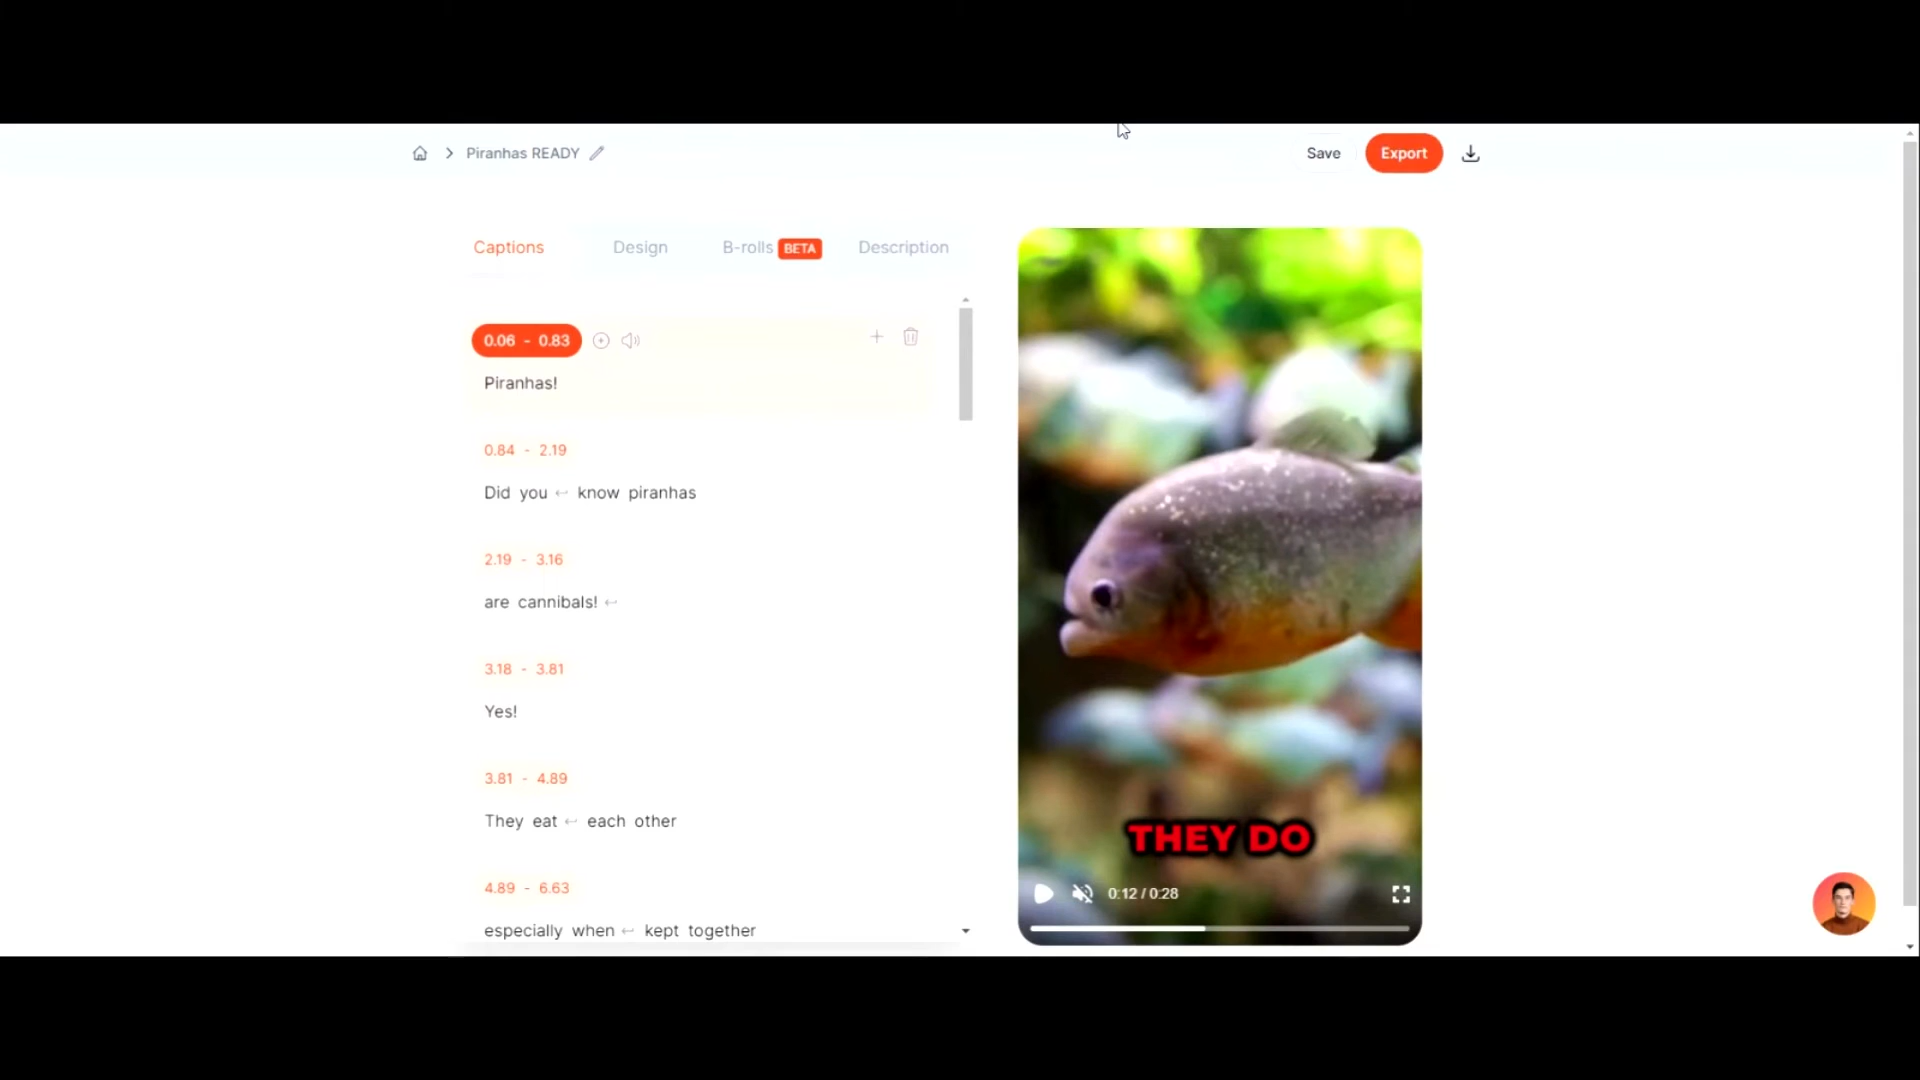 Piranhas READY
Save
Export
Captions
Design
B-rolls BETA
Description
0.06 - 0.83
Piranhas!
0.84 - 2.19
Did you ↩ know piranhas
2.19 - 3.16
are cannibals! ↩
3.18 - 3.81
Yes!
3.81 - 4.89
They eat ↩ each other
4.89 - 6.63
especially when ↩ kept together
THEY DO
0:12 / 0:28